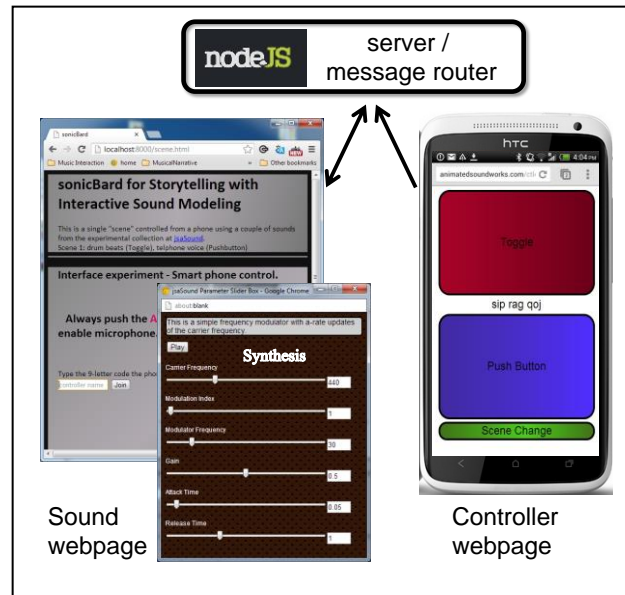 nodeJS
server /
message router
sonicBard
localhost:8000/scene.html
Music Interaction home MusicalNarrative » Other bookmarks
sonicBard for Storytelling with
Interactive Sound Modeling
This is a single "scene" controlled from a phone using a couple of sounds
from the experimental collection at jsaSound.
Scene 1: drum beats (Toggle), telphone voice (Pushbutton)
Interface experiment - Smart phone control.
Always push the A
enable microphone.
Type the 9-letter code the pho
controller name Join
jsaSound Parameter Slider Box - Google Chrome
about:blank
This is a simple frequency modulator with a-rate updates
of the carrier frequency
Play
Synthesis
Carrier Frequency
440
Modulation Index
1
Modulator Frequency
30
Gain
0.5
Attack Time
0.05
Release Time
1
Sound
webpage
hTC
4:04 PM
animatedsoundworks.com/
Toggle
sip rag qoj
Push Button
Scene Change
Controller
webpage